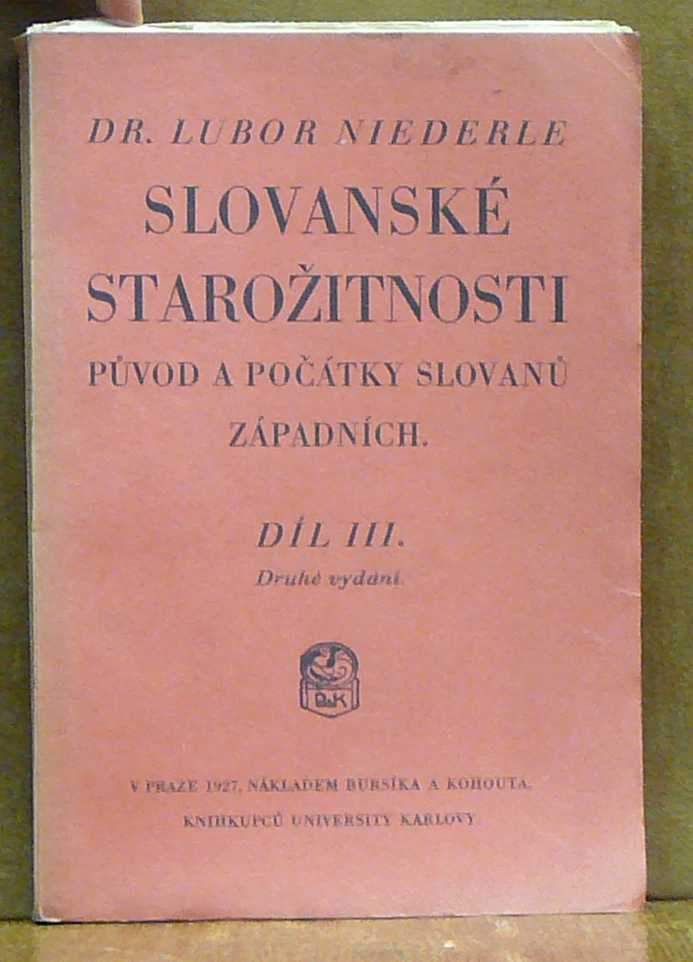 DR. LUBOR NIEDERLE
SLOVANSKÉ
STAROŽITNOSTI
PŮVOD A POČÁTKY SLOVANŮ
ZÁPADNÍCH.
DÍL III.
Druhé vydání.
B&K
V PRAZE 1927, NÁKLADEM BURSÍKA A KOHOUTA,
KNIHKUPCŮ UNIVERSITY KARLOVY